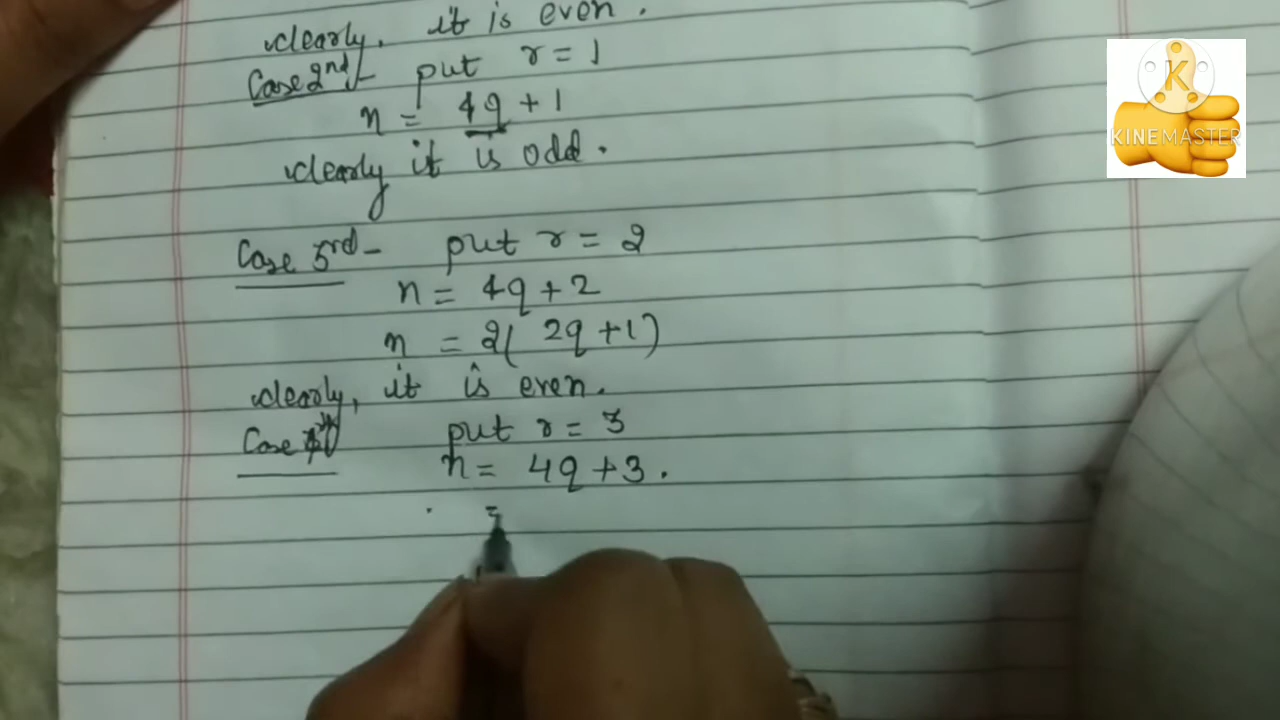 clearly, it is even.
Case 2nd - put r = 1
n = 4q + 1
clearly it is odd.
Case 3rd - put r = 2
n = 4q + 2
n = 2( 2q + 1)
clearly, it is even.
Case put r = 3
n = 4q + 3.
=
K
KINEMASTER